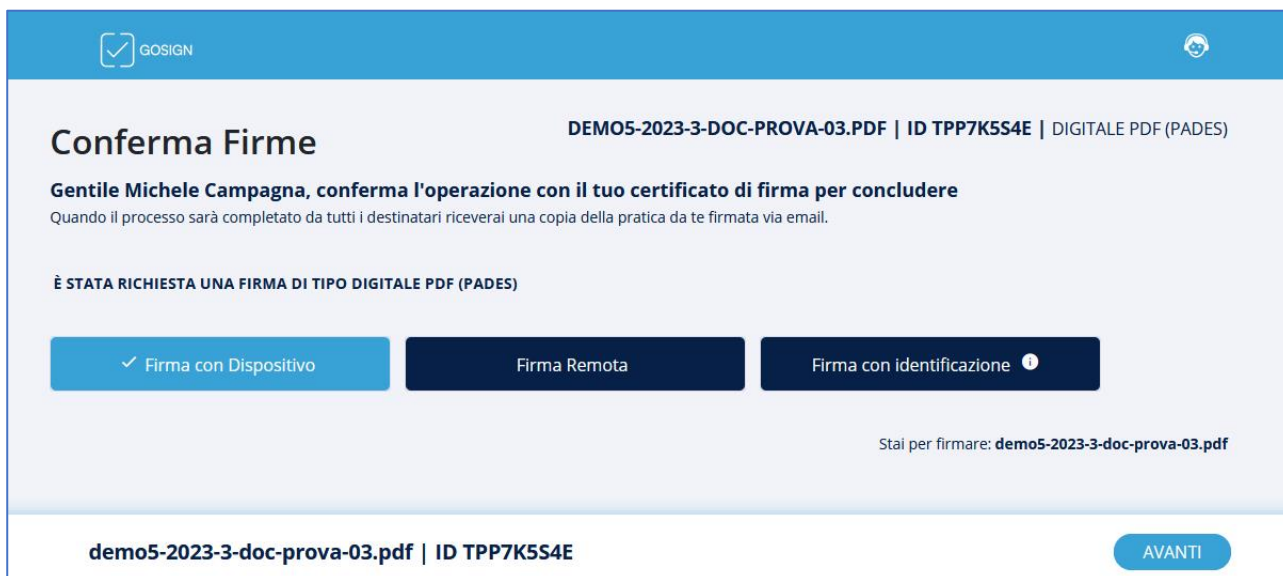 GOSIGN
Conferma Firme
DEMO5-2023-3-DOC-PROVA-03.PDF | ID TPP7K5S4E | DIGITALE PDF (PADES)
Gentile Michele Campagna, conferma l'operazione con il tuo certificato di firma per concludere
Quando il processo sarà completato da tutti i destinatari riceverai una copia della pratica da te firmata via email.
È STATA RICHIESTA UNA FIRMA DI TIPO DIGITALE PDF (PADES)
Firma con Dispositivo
Firma Remota
Firma con identificazione
Stai per firmare: demo5-2023-3-doc-prova-03.pdf
demo5-2023-3-doc-prova-03.pdf | ID TPP7K5S4E
AVANTI